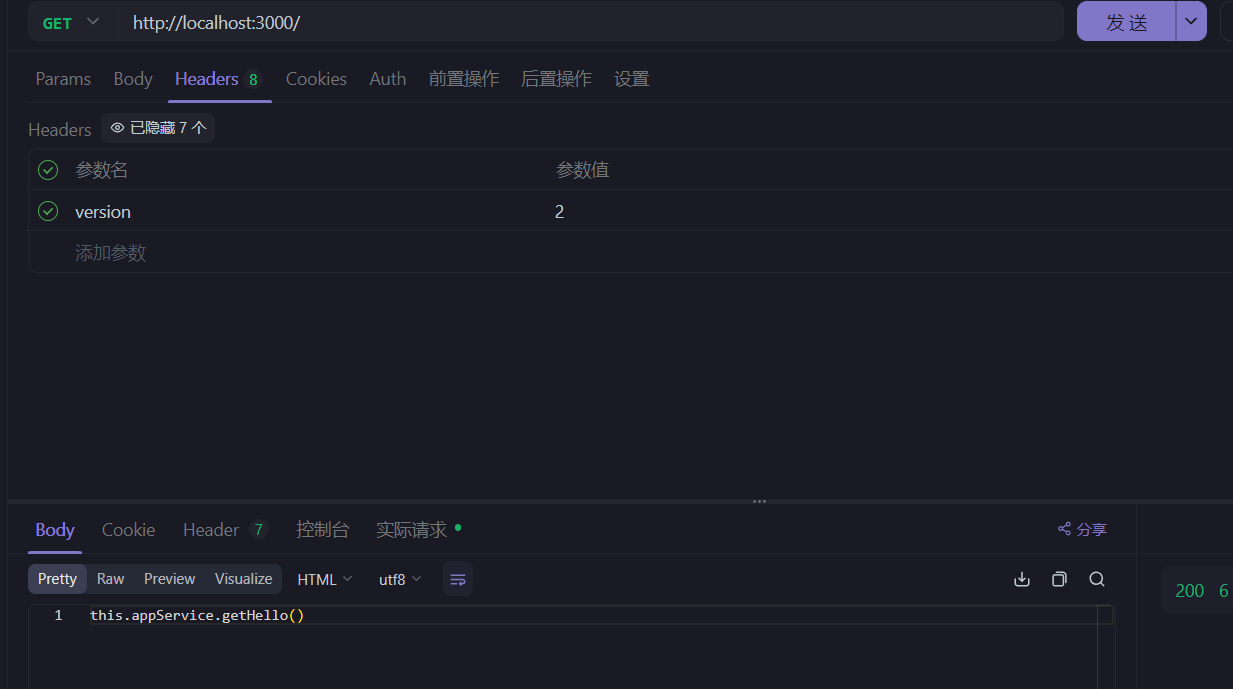 GET http://localhost:3000/ 发 送
Params Body Headers 8 Cookies Auth 前置操作 后置操作 设置
Headers 已隐藏 7 个
参数名 参数值
version 2
添加参数
Body Cookie Header 7 控制台 实际请求 分享
Pretty Raw Preview Visualize HTML utf8
200 6
1 this.appService.getHello()